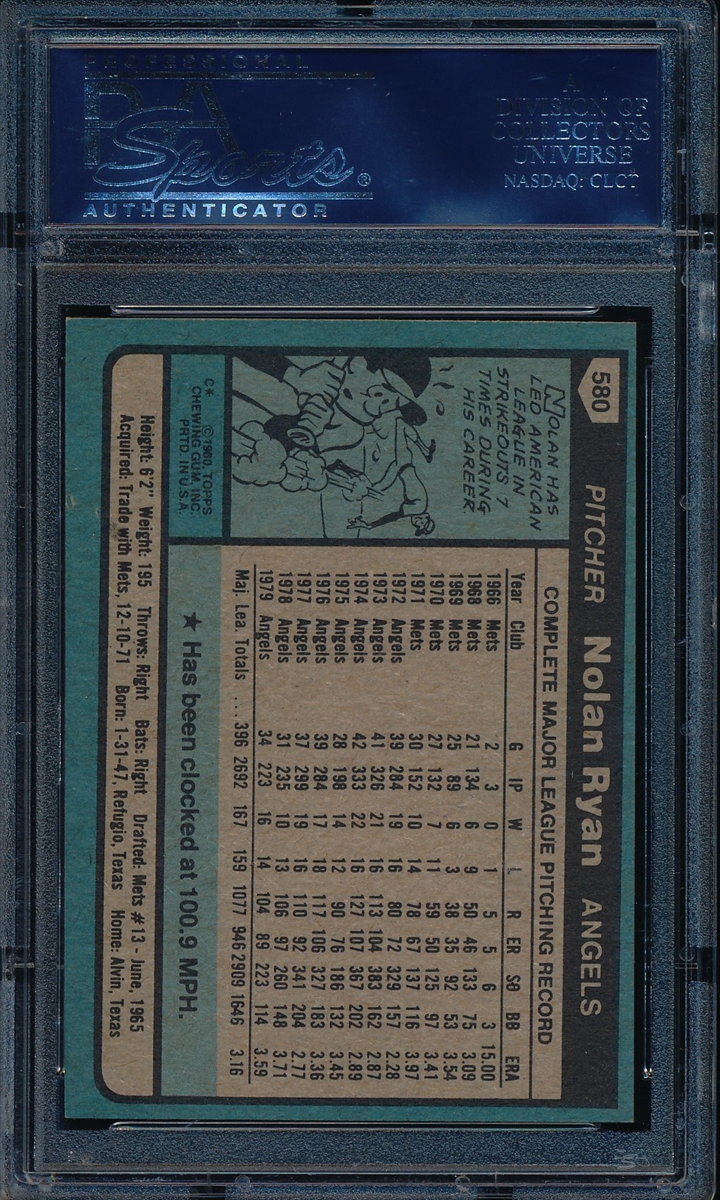 PROFESSIONAL
PSA
Sports®
AUTHENTICATOR
A
DIVISION OF
COLLECTORS
UNIVERSE
NASDAQ: CLCT
580
PITCHER Nolan Ryan ANGELS
NOLAN HAS
LED AMERICAN
LEAGUE IN
STRIKEOUTS 7
TIMES DURING
HIS CAREER
C* © 1980, TOPPS
CHEWING GUM, INC.
PRTD. IN U.S.A.
COMPLETE MAJOR LEAGUE PITCHING RECORD
Year Club G IP W L R ER SO BB ERA
1966 Mets 2 3 0 1 5 5 6 3 15.00
1968 Mets 21 134 6 9 50 46 133 75 3.09
1969 Mets 25 89 6 3 38 35 92 53 3.54
1970 Mets 27 132 7 11 59 50 125 97 3.41
1971 Mets 30 152 10 14 78 67 137 116 3.97
1972 Angels 39 284 19 16 80 72 329 157 2.28
1973 Angels 41 326 21 16 113 104 383 162 2.87
1974 Angels 42 333 22 16 127 107 367 202 2.89
1975 Angels 28 198 14 12 90 76 186 132 3.45
1976 Angels 39 284 17 18 117 106 327 183 3.36
1977 Angels 37 299 19 16 110 92 341 204 2.77
1978 Angels 31 235 10 13 106 97 260 148 3.71
1979 Angels 34 223 16 14 104 89 223 114 3.59
Maj. Lea. Totals ... 396 2692 167 159 1077 946 2909 1646 3.16
★ Has been clocked at 100.9 MPH.
Height: 6'2" Weight: 195 Throws: Right Bats: Right Drafted: Mets #13 - June, 1965
Acquired: Trade with Mets, 12-10-71 Born: 1-31-47, Refugio, Texas Home: Alvin, Texas